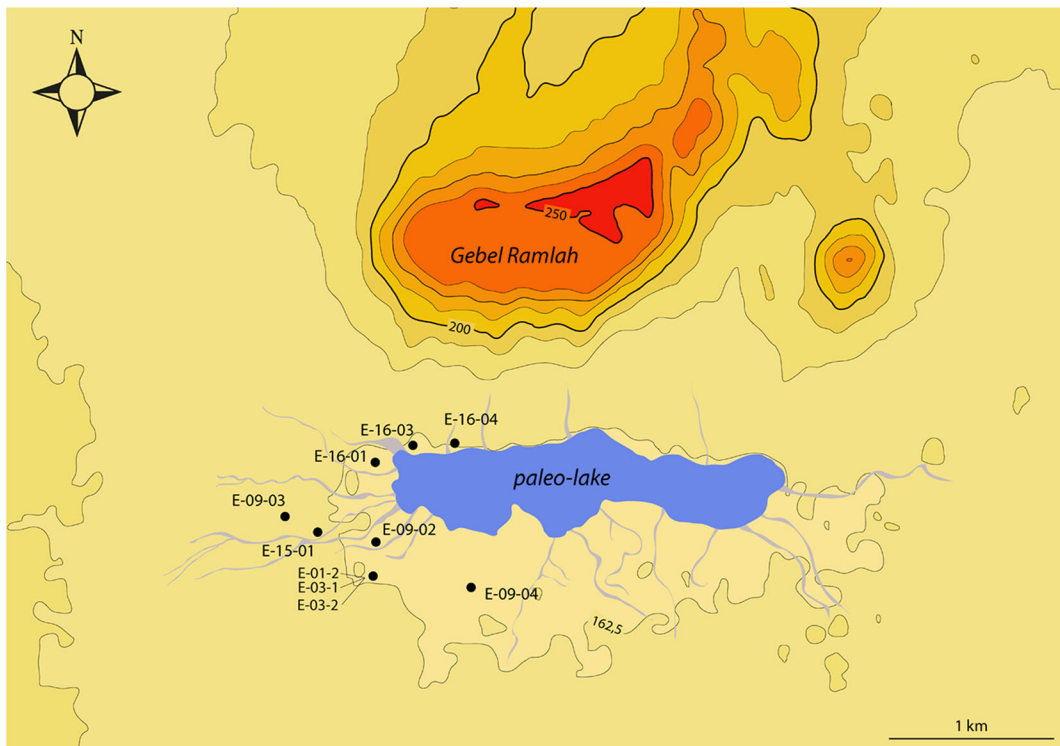 N
250
Gebel Ramlah
200
E-16-04
E-16-03
E-16-01
paleo-lake
E-09-03
E-09-02
E-15-01
E-01-2
E-03-1
E-03-2
E-09-04
162,5
1 km